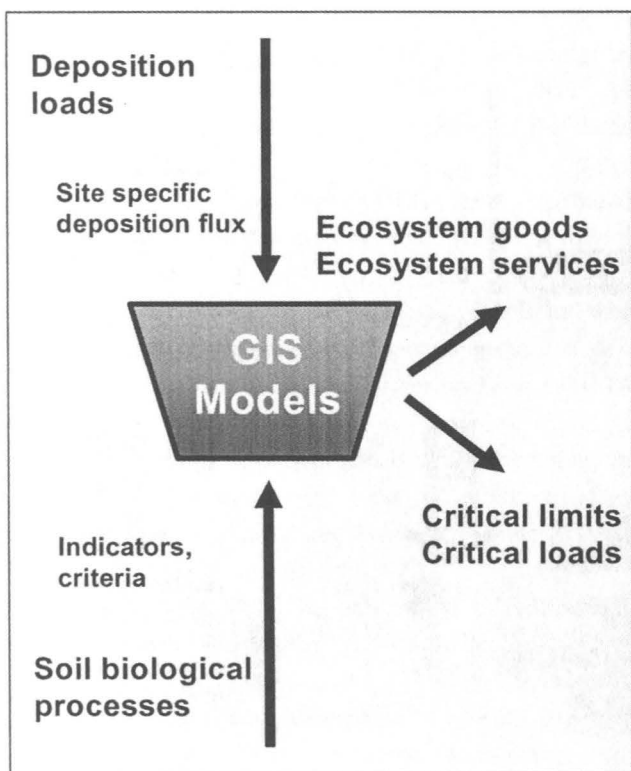 Deposition
loads
Site specific
deposition flux
Ecosystem goods
Ecosystem services
GIS
Models
Critical limits
Critical loads
Indicators,
criteria
Soil biological
processes